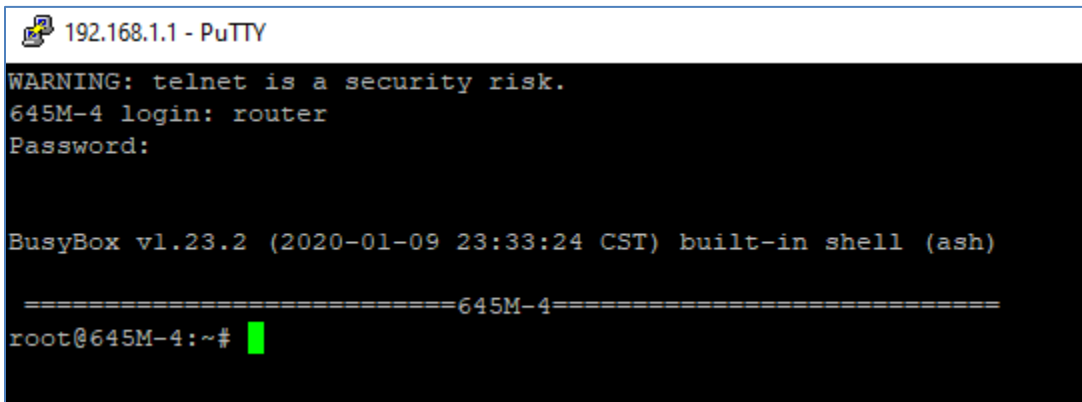 192.168.1.1 - PuTTY
WARNING: telnet is a security risk.
645M-4 login: router
Password:
BusyBox v1.23.2 (2020-01-09 23:33:24 CST) built-in shell (ash)
===========================645M-4============================
root@645M-4:~#